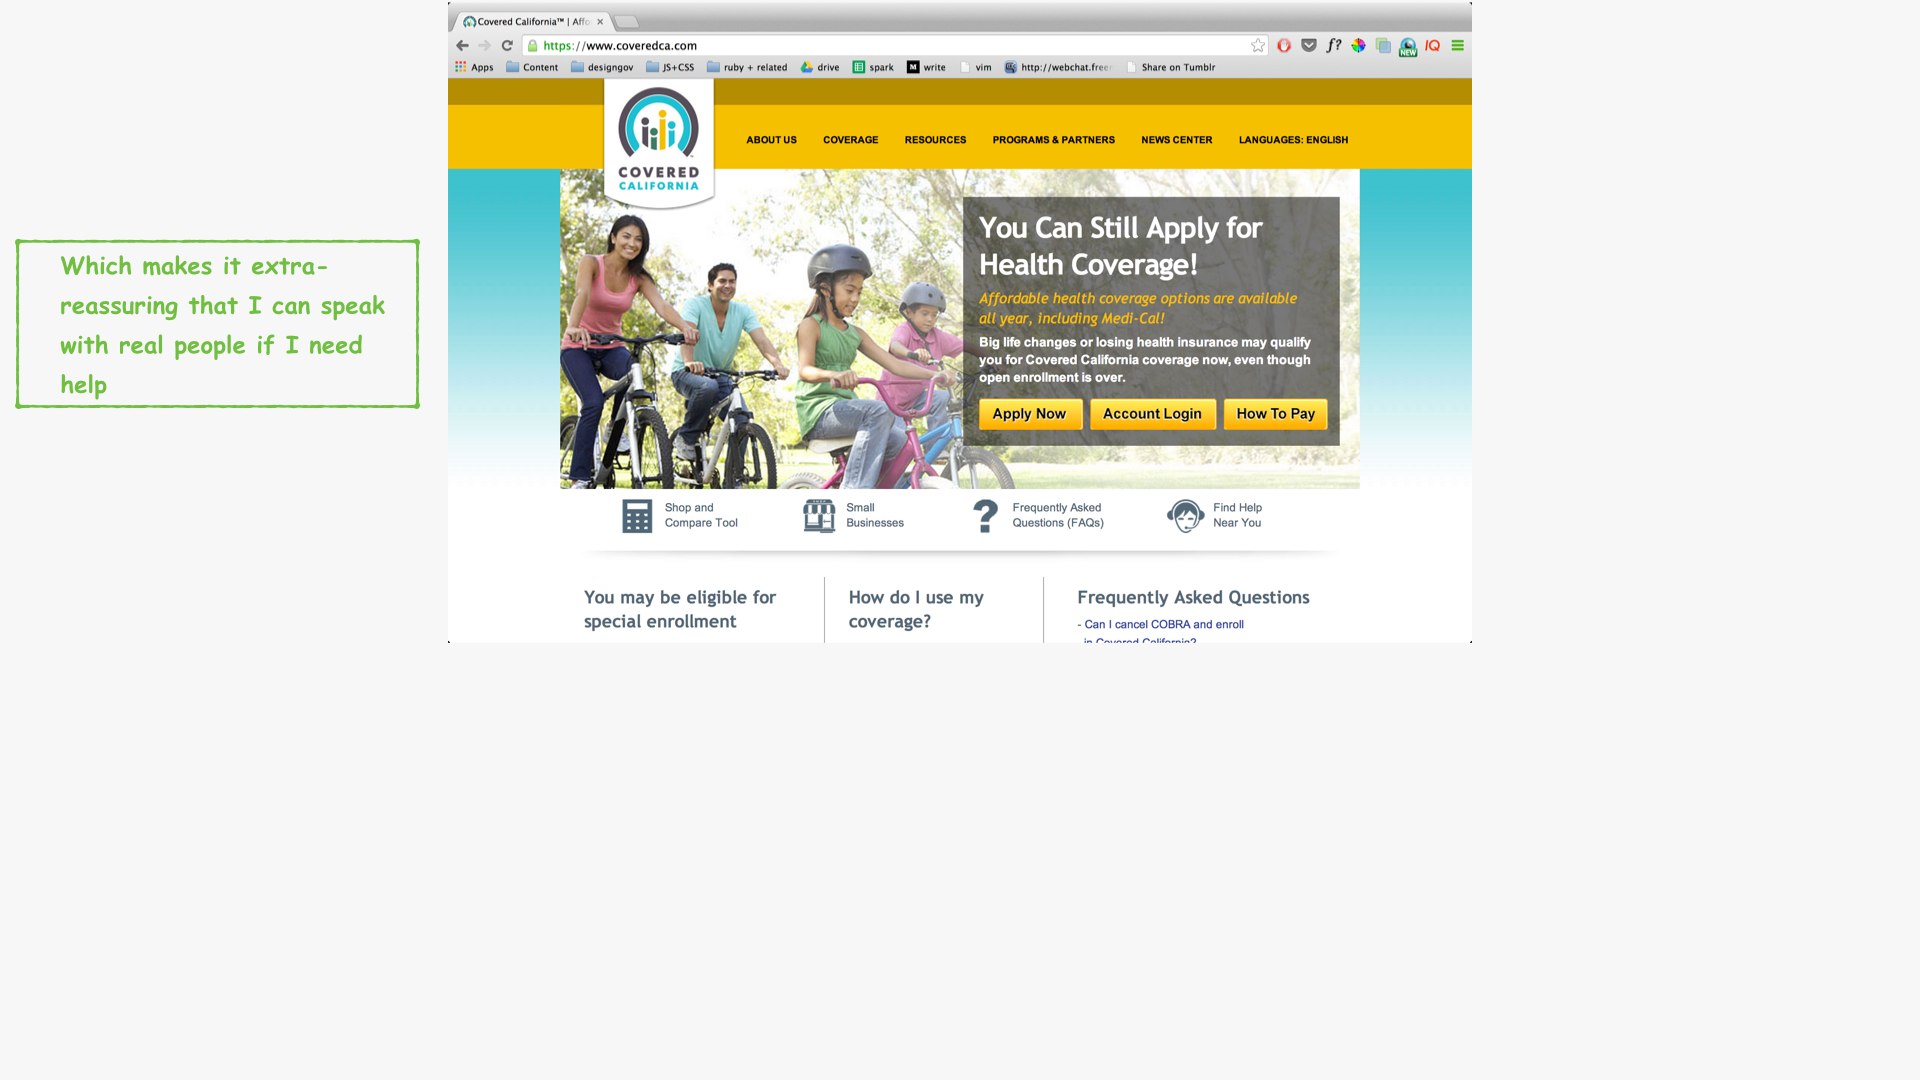 Covered California™ | Affo
https://www.coveredca.com
NEW
IQ
f?
Apps
Content
designgov
JS+CSS
ruby + related
drive
spark
M
write
vim
http://webchat.free
Share on Tumblr
COVERED
CALIFORNIA
ABOUT US
COVERAGE
RESOURCES
PROGRAMS & PARTNERS
NEWS CENTER
LANGUAGES: ENGLISH
Which makes it extra-
reassuring that I can speak
with real people if I need
help
You Can Still Apply for
Health Coverage!
Affordable health coverage options are available
all year, including Medi-Cal!
Big life changes or losing health insurance may qualify
you for Covered California coverage now, even though
open enrollment is over.
Apply Now
Account Login
How To Pay
Shop and
Compare Tool
Small
Businesses
?
Frequently Asked
Questions (FAQs)
Find Help
Near You
You may be eligible for
special enrollment
How do I use my
coverage?
Frequently Asked Questions
- Can I cancel COBRA and enroll
in Covered California?